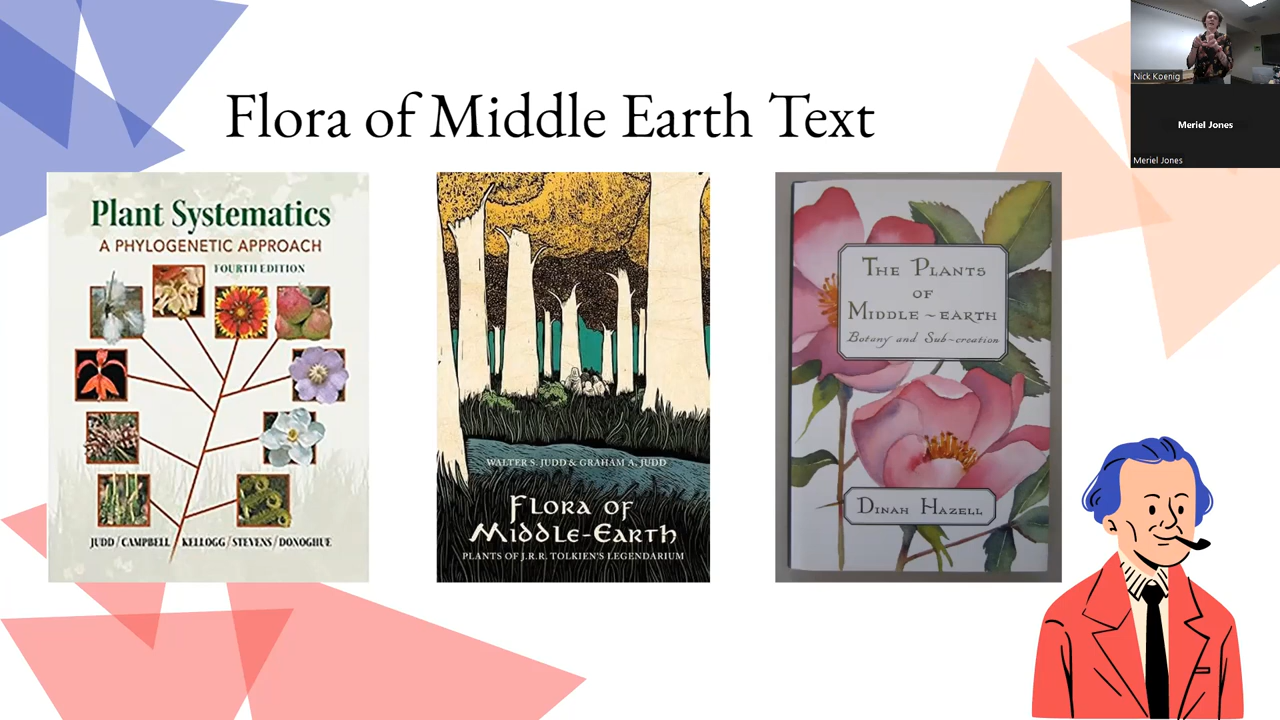 Flora of Middle Earth Text
Nick Koenig
Meriel Jones
Meriel Jones
Plant Systematics
A PHYLOGENETIC APPROACH
FOURTH EDITION
JUDD / CAMPBELL / KELLOGG / STEVENS / DONOGHUE
WALTER S. JUDD & GRAHAM A. JUDD
FLORA OF
MIDDLE-EARTH
PLANTS OF J.R.R. TOLKIEN'S LEGENDARIUM
THE PLANTS
OF
MIDDLE-EARTH
Botany and Sub-creation
DINAH HAZELL